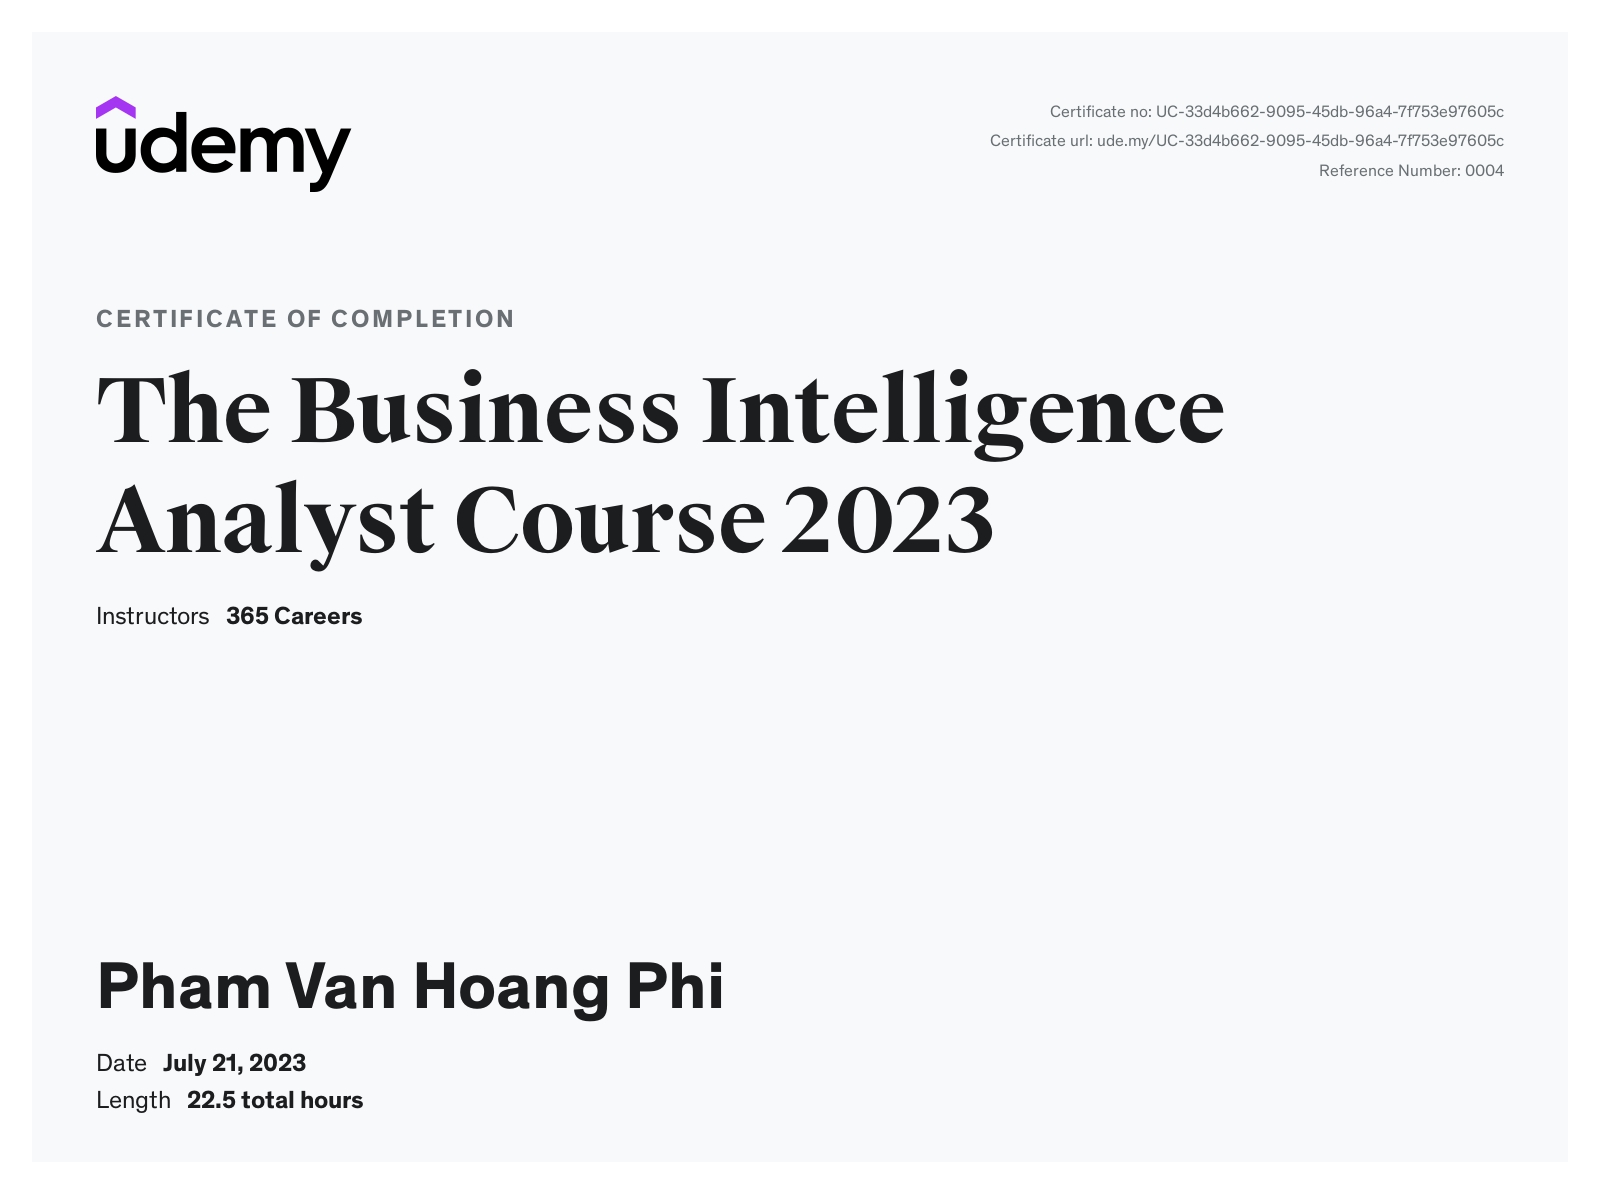 udemy
Certificate no: UC-33d4b662-9095-45db-96a4-7f753e97605c
Certificate url: ude.my/UC-33d4b662-9095-45db-96a4-7f753e97605c
Reference Number: 0004
CERTIFICATE OF COMPLETION
The Business Intelligence
Analyst Course 2023
Instructors 365 Careers
Pham Van Hoang Phi
Date July 21, 2023
Length 22.5 total hours